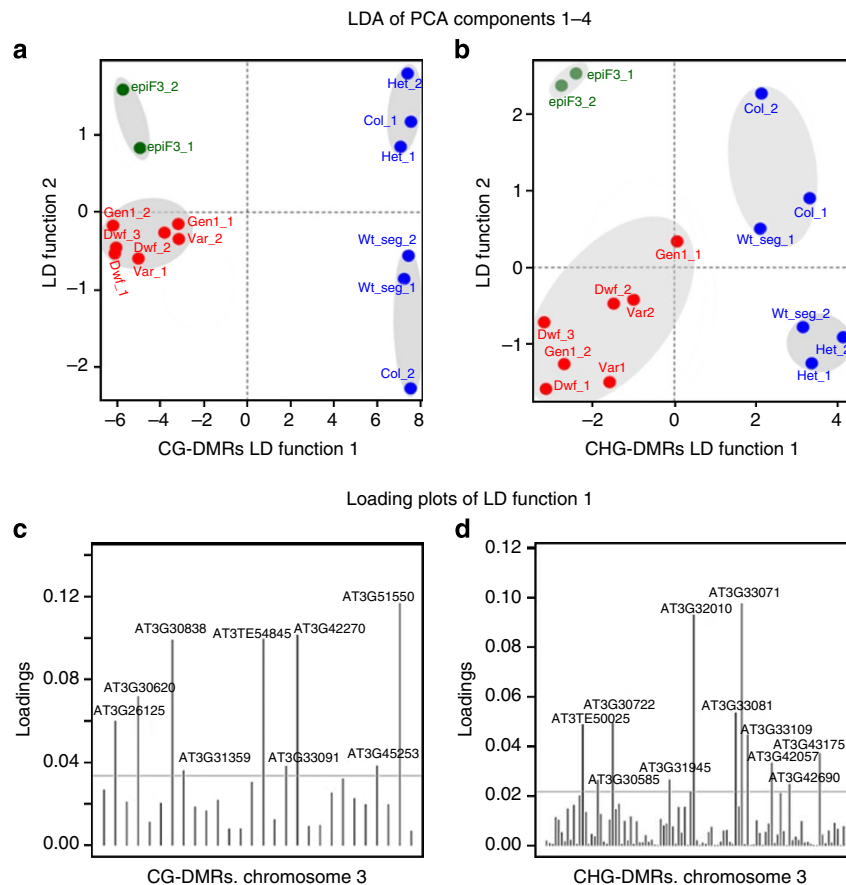 LDA of PCA components 1–4
a
epiF3_2
epiF3_1
Het_2
Col_1
Het_1
Gen1_2
Gen1_1
Dwf_3
Dwf_2
Var_2
Dwf_1
Var_1
Wt_seg_2
Wt_seg_1
Col_2
1
0
−1
−2
LD function 2
−6
−4
−2
0
2
4
6
8
CG-DMRs LD function 1
b
epiF3_1
epiF3_2
Col_2
Col_1
Wt_seg_1
Gen1_1
Dwf_2
Var2
Dwf_3
Gen1_2
Var1
Dwf_1
Wt_seg_2
Het_2
Het_1
2
1
0
−1
LD function 2
−2
0
2
4
CHG-DMRs LD function 1
Loading plots of LD function 1
c
AT3G51550
AT3G30838
AT3TE54845
AT3G42270
AT3G30620
AT3G26125
AT3G31359
AT3G33091
AT3G45253
0.12
0.08
0.04
0.00
Loadings
CG-DMRs. chromosome 3
d
AT3G33071
AT3G32010
AT3G30722
AT3TE50025
AT3G33081
AT3G33109
AT3G43175
AT3G42057
AT3G31945
AT3G30585
AT3G42690
0.12
0.10
0.08
0.06
0.04
0.02
0.00
Loadings
CHG-DMRs. chromosome 3